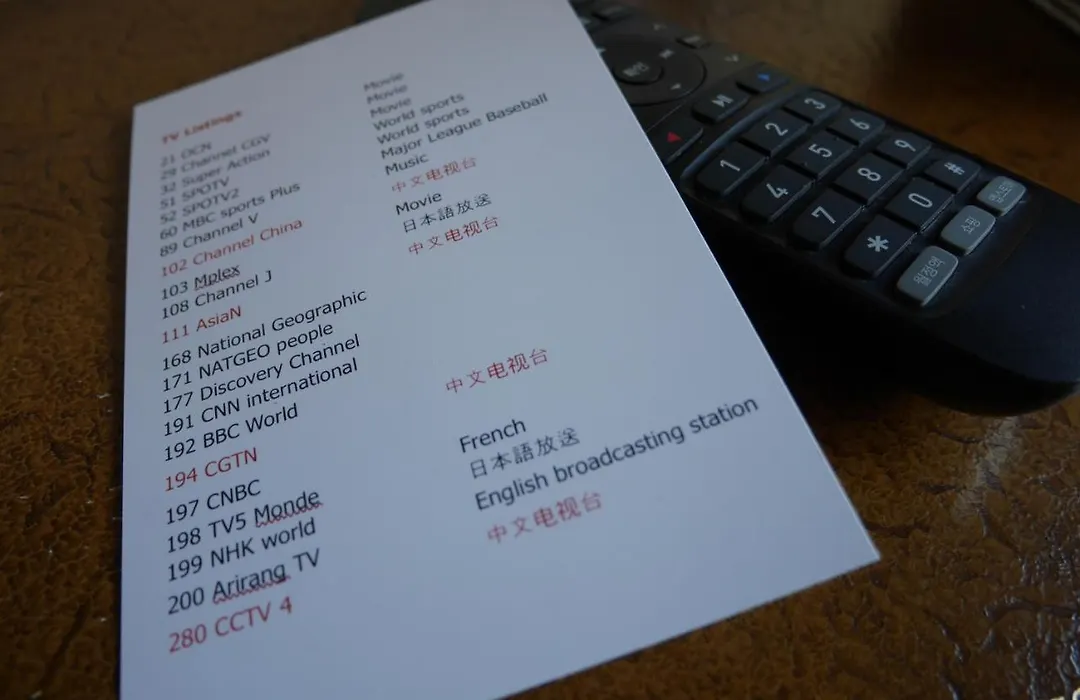 TV Listings
21 OCN Movie
29 Channel CGV Movie
32 Super Action Movie
51 SPOTV World sports
52 SPOTV2 World sports
60 MBC sports Plus Major League Baseball
89 Channel V Music
102 Channel China 中文电视台
103 Mplex Movie
108 Channel J 日本語放送
111 AsiaN 中文电视台
168 National Geographic
171 NATGEO people
177 Discovery Channel
191 CNN international
192 BBC World
194 CGTN 中文电视台
197 CNBC
198 TV5 Monde French
199 NHK world 日本語放送
200 Arirang TV English broadcasting station
280 CCTV 4 中文电视台
1 2 3
4 5 6
7 8 9
* 0 #
쇼핑